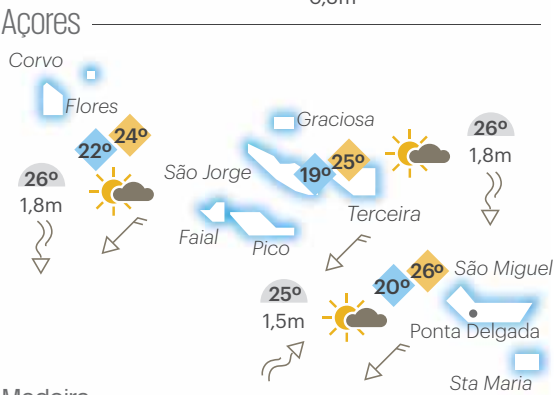 Açores
Corvo
Flores
22º 24º
26º
1,8m
Graciosa
São Jorge
19º 25º
26º
1,8m
Terceira
Faial
Pico
25º
1,5m
20º 26º
São Miguel
Ponta Delgada
Sta Maria